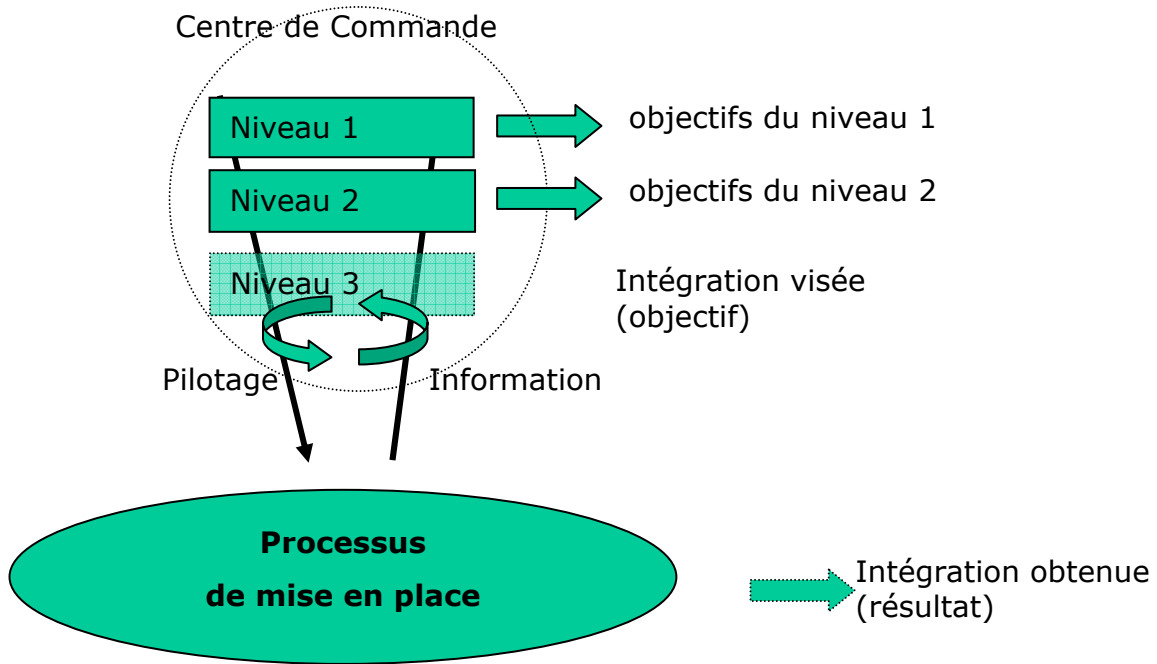 Centre de Commande
Niveau 1
objectifs du niveau 1
Niveau 2
objectifs du niveau 2
Niveau 3
Intégration visée
(objectif)
Pilotage
Information
Processus
de mise en place
Intégration obtenue
(résultat)